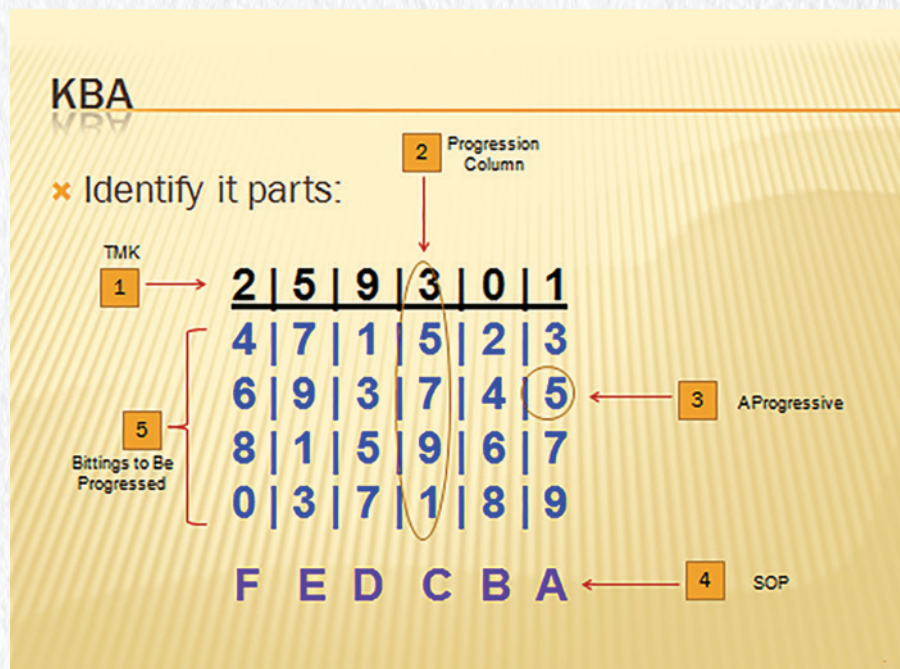 KBA
2 Progression
Column
Identify it parts:
TMK
1
2 | 5 | 9 | 3 | 0 | 1
4 | 7 | 1 | 5 | 2 | 3
6 | 9 | 3 | 7 | 4 | 5
3 AProgressive
8 | 1 | 5 | 9 | 6 | 7
0 | 3 | 7 | 1 | 8 | 9
5
Bittings to Be
Progressed
F E D C B A
4 SOP